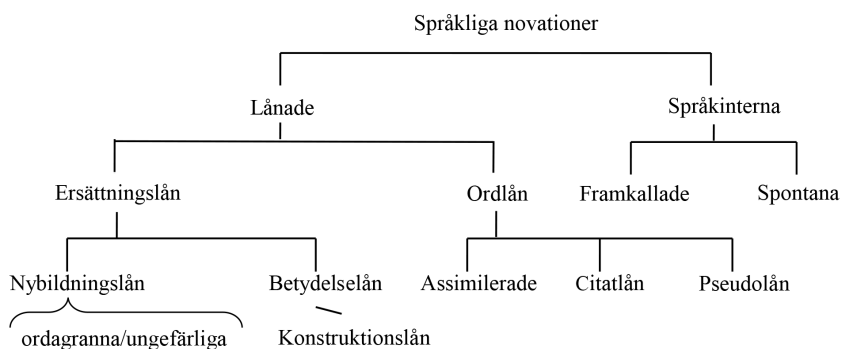 Språkliga novationer
Lånade Språkinterna
Ersättningslån Ordlån Framkallade Spontana
Nybildningslån Betydelselån Assimilerade Citatlån Pseudolån
ordagranna/ungefärliga Konstruktionslån